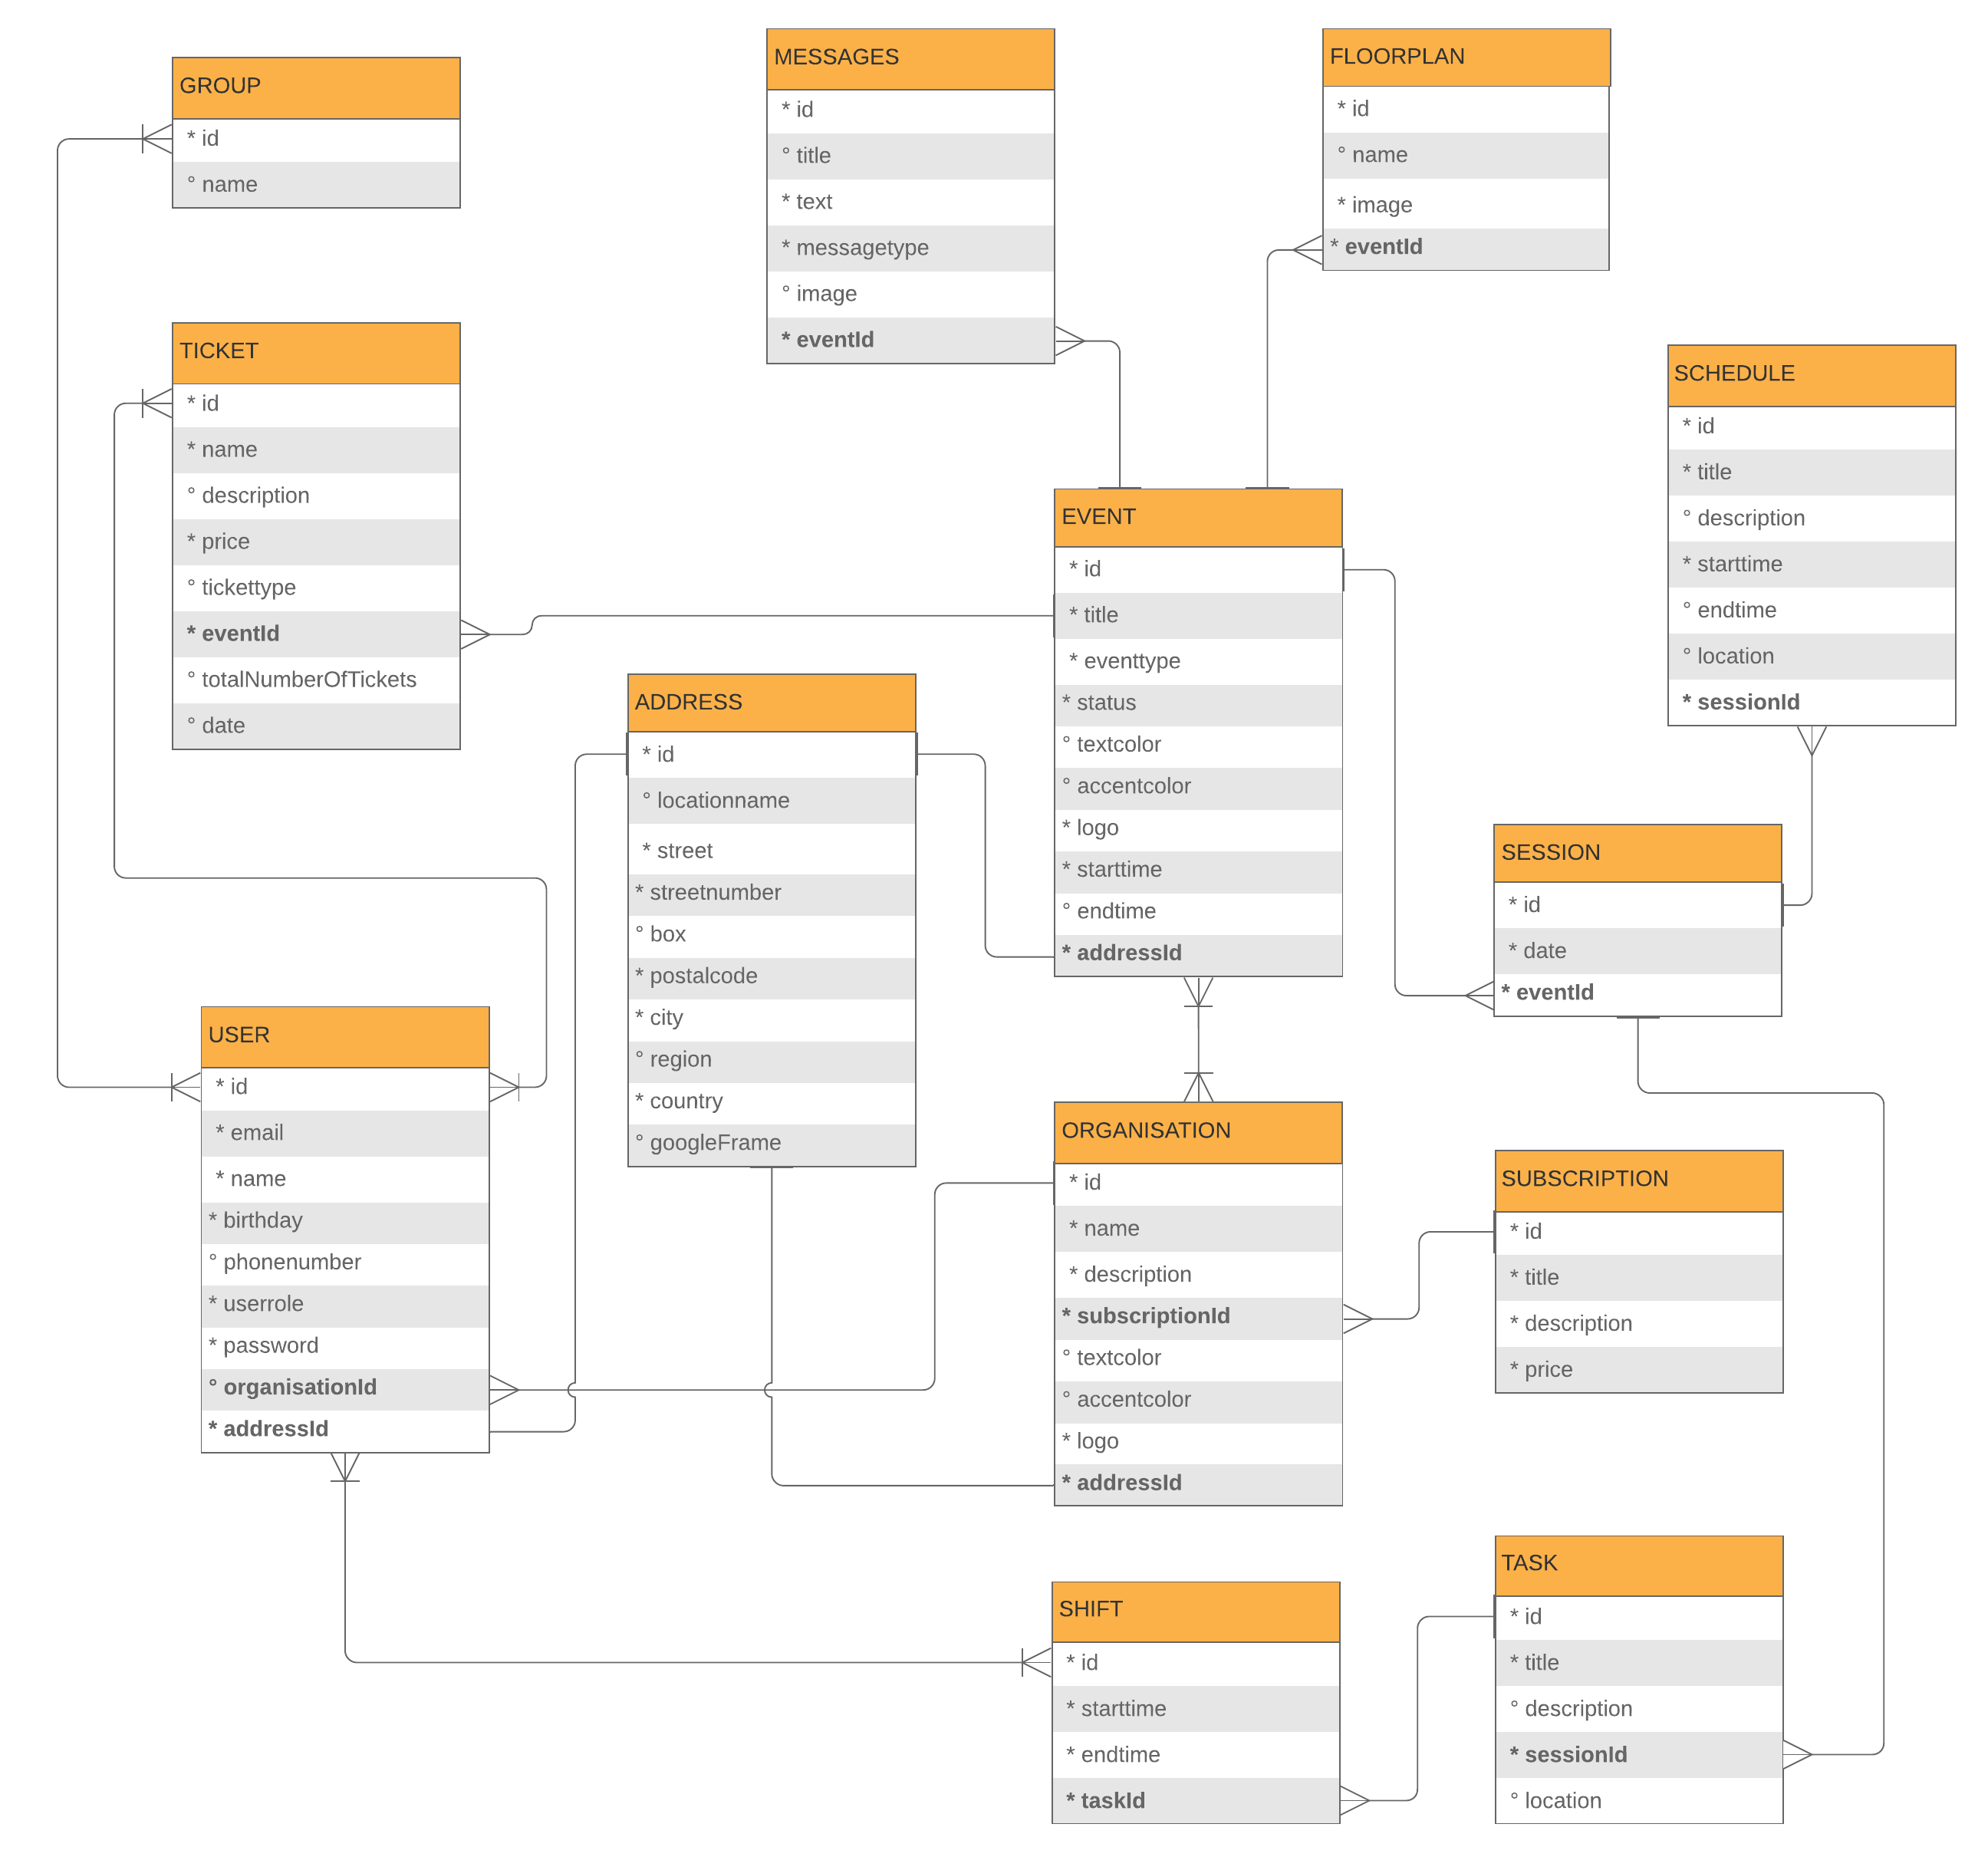 GROUP
* id
° name
MESSAGES
* id
° title
* text
* messagetype
° image
* eventId
FLOORPLAN
* id
° name
* image
* eventId
TICKET
* id
* name
° description
* price
° tickettype
* eventId
° totalNumberOfTickets
° date
SCHEDULE
* id
* title
° description
* starttime
° endtime
° location
* sessionId
EVENT
* id
* title
* eventtype
* status
° textcolor
° accentcolor
* logo
* starttime
° endtime
* addressId
ADDRESS
* id
° locationname
* street
* streetnumber
° box
* postalcode
* city
° region
* country
° googleFrame
SESSION
* id
* date
* eventId
USER
* id
* email
* name
* birthday
° phonenumber
* userrole
* password
° organisationId
* addressId
ORGANISATION
* id
* name
* description
* subscriptionId
° textcolor
° accentcolor
* logo
* addressId
SUBSCRIPTION
* id
* title
* description
* price
SHIFT
* id
* starttime
* endtime
* taskId
TASK
* id
* title
° description
* sessionId
° location